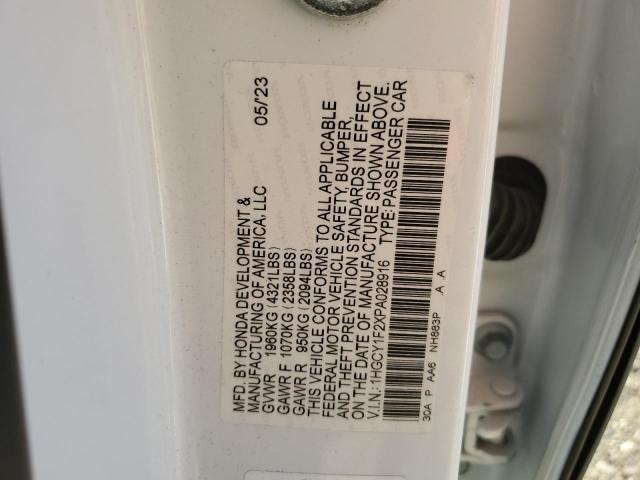 MFD. BY HONDA DEVELOPMENT & 05/'23
MANUFACTURING OF AMERICA, LLC
GVWR 1960KG (4321LBS)
GAWR F 1070KG (2358LBS)
GAWR R 950KG (2094LBS)
THIS VEHICLE CONFORMS TO ALL APPLICABLE
FEDERAL MOTOR VEHICLE SAFETY, BUMPER,
AND THEFT PREVENTION STANDARDS IN EFFECT
ON THE DATE OF MANUFACTURE SHOWN ABOVE.
V.I.N.:1HGCY1F2XPA028916 TYPE:PASSENGER CAR
30A P AA6 NH883P A A